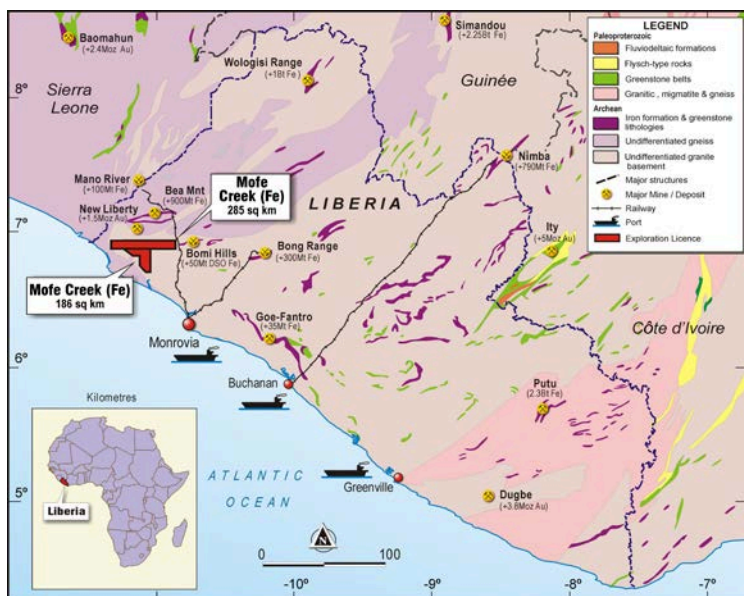 Baomahun
(+2.4Moz Au)
Simandou
(+2.25Bt Fe)
Wologisi Range
(+1Bt Fe)
Guinée
Sierra
Leone
8°
7°
6°
5°
Mano River
(+100Mt Fe)
Bea Mnt
(+900Mt Fe)
New Liberty
(+1.5Moz Au)
Mofe
Creek (Fe)
285 sq km
LIBERIA
Nimba
(+790Mt Fe)
Ity
(+5Moz Au)
Bomi Hills
(+50Mt DSO Fe)
Bong Range
(+300Mt Fe)
Mofe Creek (Fe)
186 sq km
Goe-Fantro
(+35Mt Fe)
Monrovia
Buchanan
Côte d'Ivoire
Putu
(2.3Bt Fe)
Greenville
Dugbe
(+3.8Moz Au)
ATLANTIC
OCEAN
Kilometres
Liberia
N
0 100
-10° -9° -8° -7°
LEGEND
Paleoproterozoic
Fluviodeltaic formations
Flysch-type rocks
Greenstone belts
Granitic , migmatite & gneiss
Archean
Iron formation & greenstone
lithologies
Undifferentiated gneiss
Undifferentiated granite
basement
Major structures
Major Mine / Deposit
Railway
Port
Exploration Licence